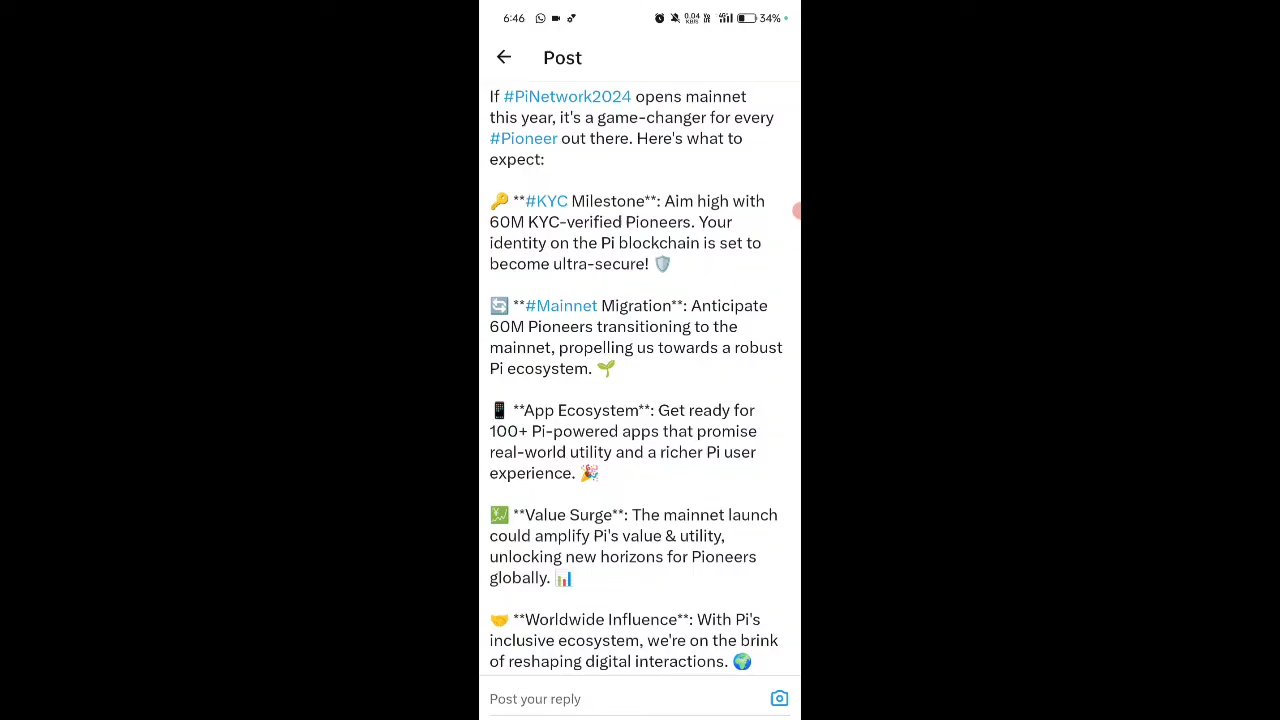 6:46 0.04 KB/S 34%
Post
If #PiNetwork2024 opens mainnet
this year, it's a game-changer for every
#Pioneer out there. Here's what to
expect:
🔑 **#KYC Milestone**: Aim high with
60M KYC-verified Pioneers. Your
identity on the Pi blockchain is set to
become ultra-secure! 🛡️
🔄 **#Mainnet Migration**: Anticipate
60M Pioneers transitioning to the
mainnet, propelling us towards a robust
Pi ecosystem. 🌱
📱 **App Ecosystem**: Get ready for
100+ Pi-powered apps that promise
real-world utility and a richer Pi user
experience. 🎉
💹 **Value Surge**: The mainnet launch
could amplify Pi's value & utility,
unlocking new horizons for Pioneers
globally. 📊
🤝 **Worldwide Influence**: With Pi's
inclusive ecosystem, we're on the brink
of reshaping digital interactions. 🌍
Post your reply